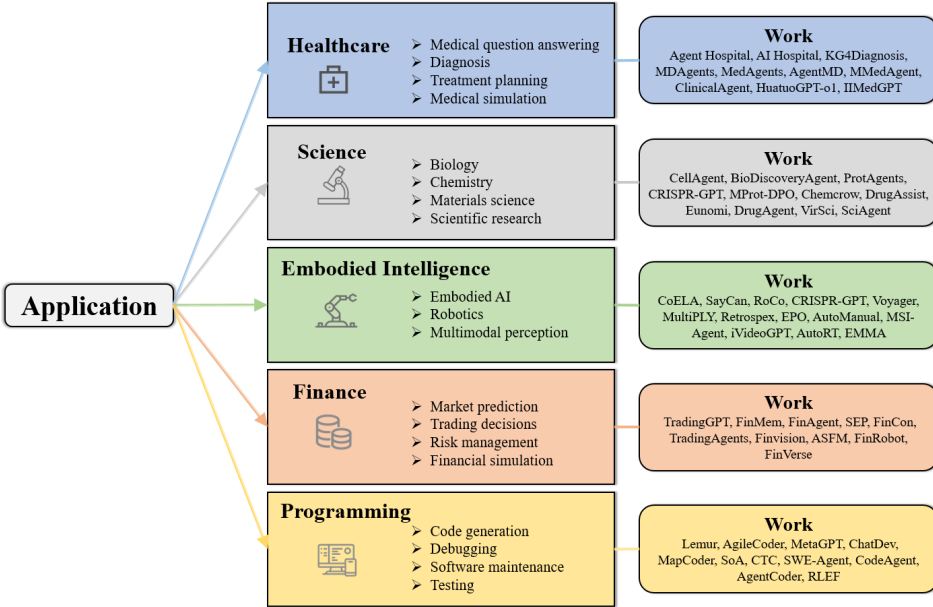 Application
Healthcare
Medical question answering
Diagnosis
Treatment planning
Medical simulation
Work
Agent Hospital, AI Hospital, KG4Diagnosis,
MDAgents, MedAgents, AgentMD, MMedAgent,
ClinicalAgent, HuatuoGPT-o1, IIMedGPT
Science
Biology
Chemistry
Materials science
Scientific research
Work
CellAgent, BioDiscoveryAgent, ProtAgents,
CRISPR-GPT, MProt-DPO, Chemcrow, DrugAssist,
Eunomi, DrugAgent, VirSci, SciAgent
Embodied Intelligence
Embodied AI
Robotics
Multimodal perception
Work
CoELA, SayCan, RoCo, CRISPR-GPT, Voyager,
MultiPLY, Retrospex, EPO, AutoManual, MSI-
Agent, iVideoGPT, AutoRT, EMMA
Finance
Market prediction
Trading decisions
Risk management
Financial simulation
Work
TradingGPT, FinMem, FinAgent, SEP, FinCon,
TradingAgents, Finvision, ASFM, FinRobot,
FinVerse
Programming
Code generation
Debugging
Software maintenance
Testing
Work
Lemur, AgileCoder, MetaGPT, ChatDev,
MapCoder, SoA, CTC, SWE-Agent, CodeAgent,
AgentCoder, RLEF